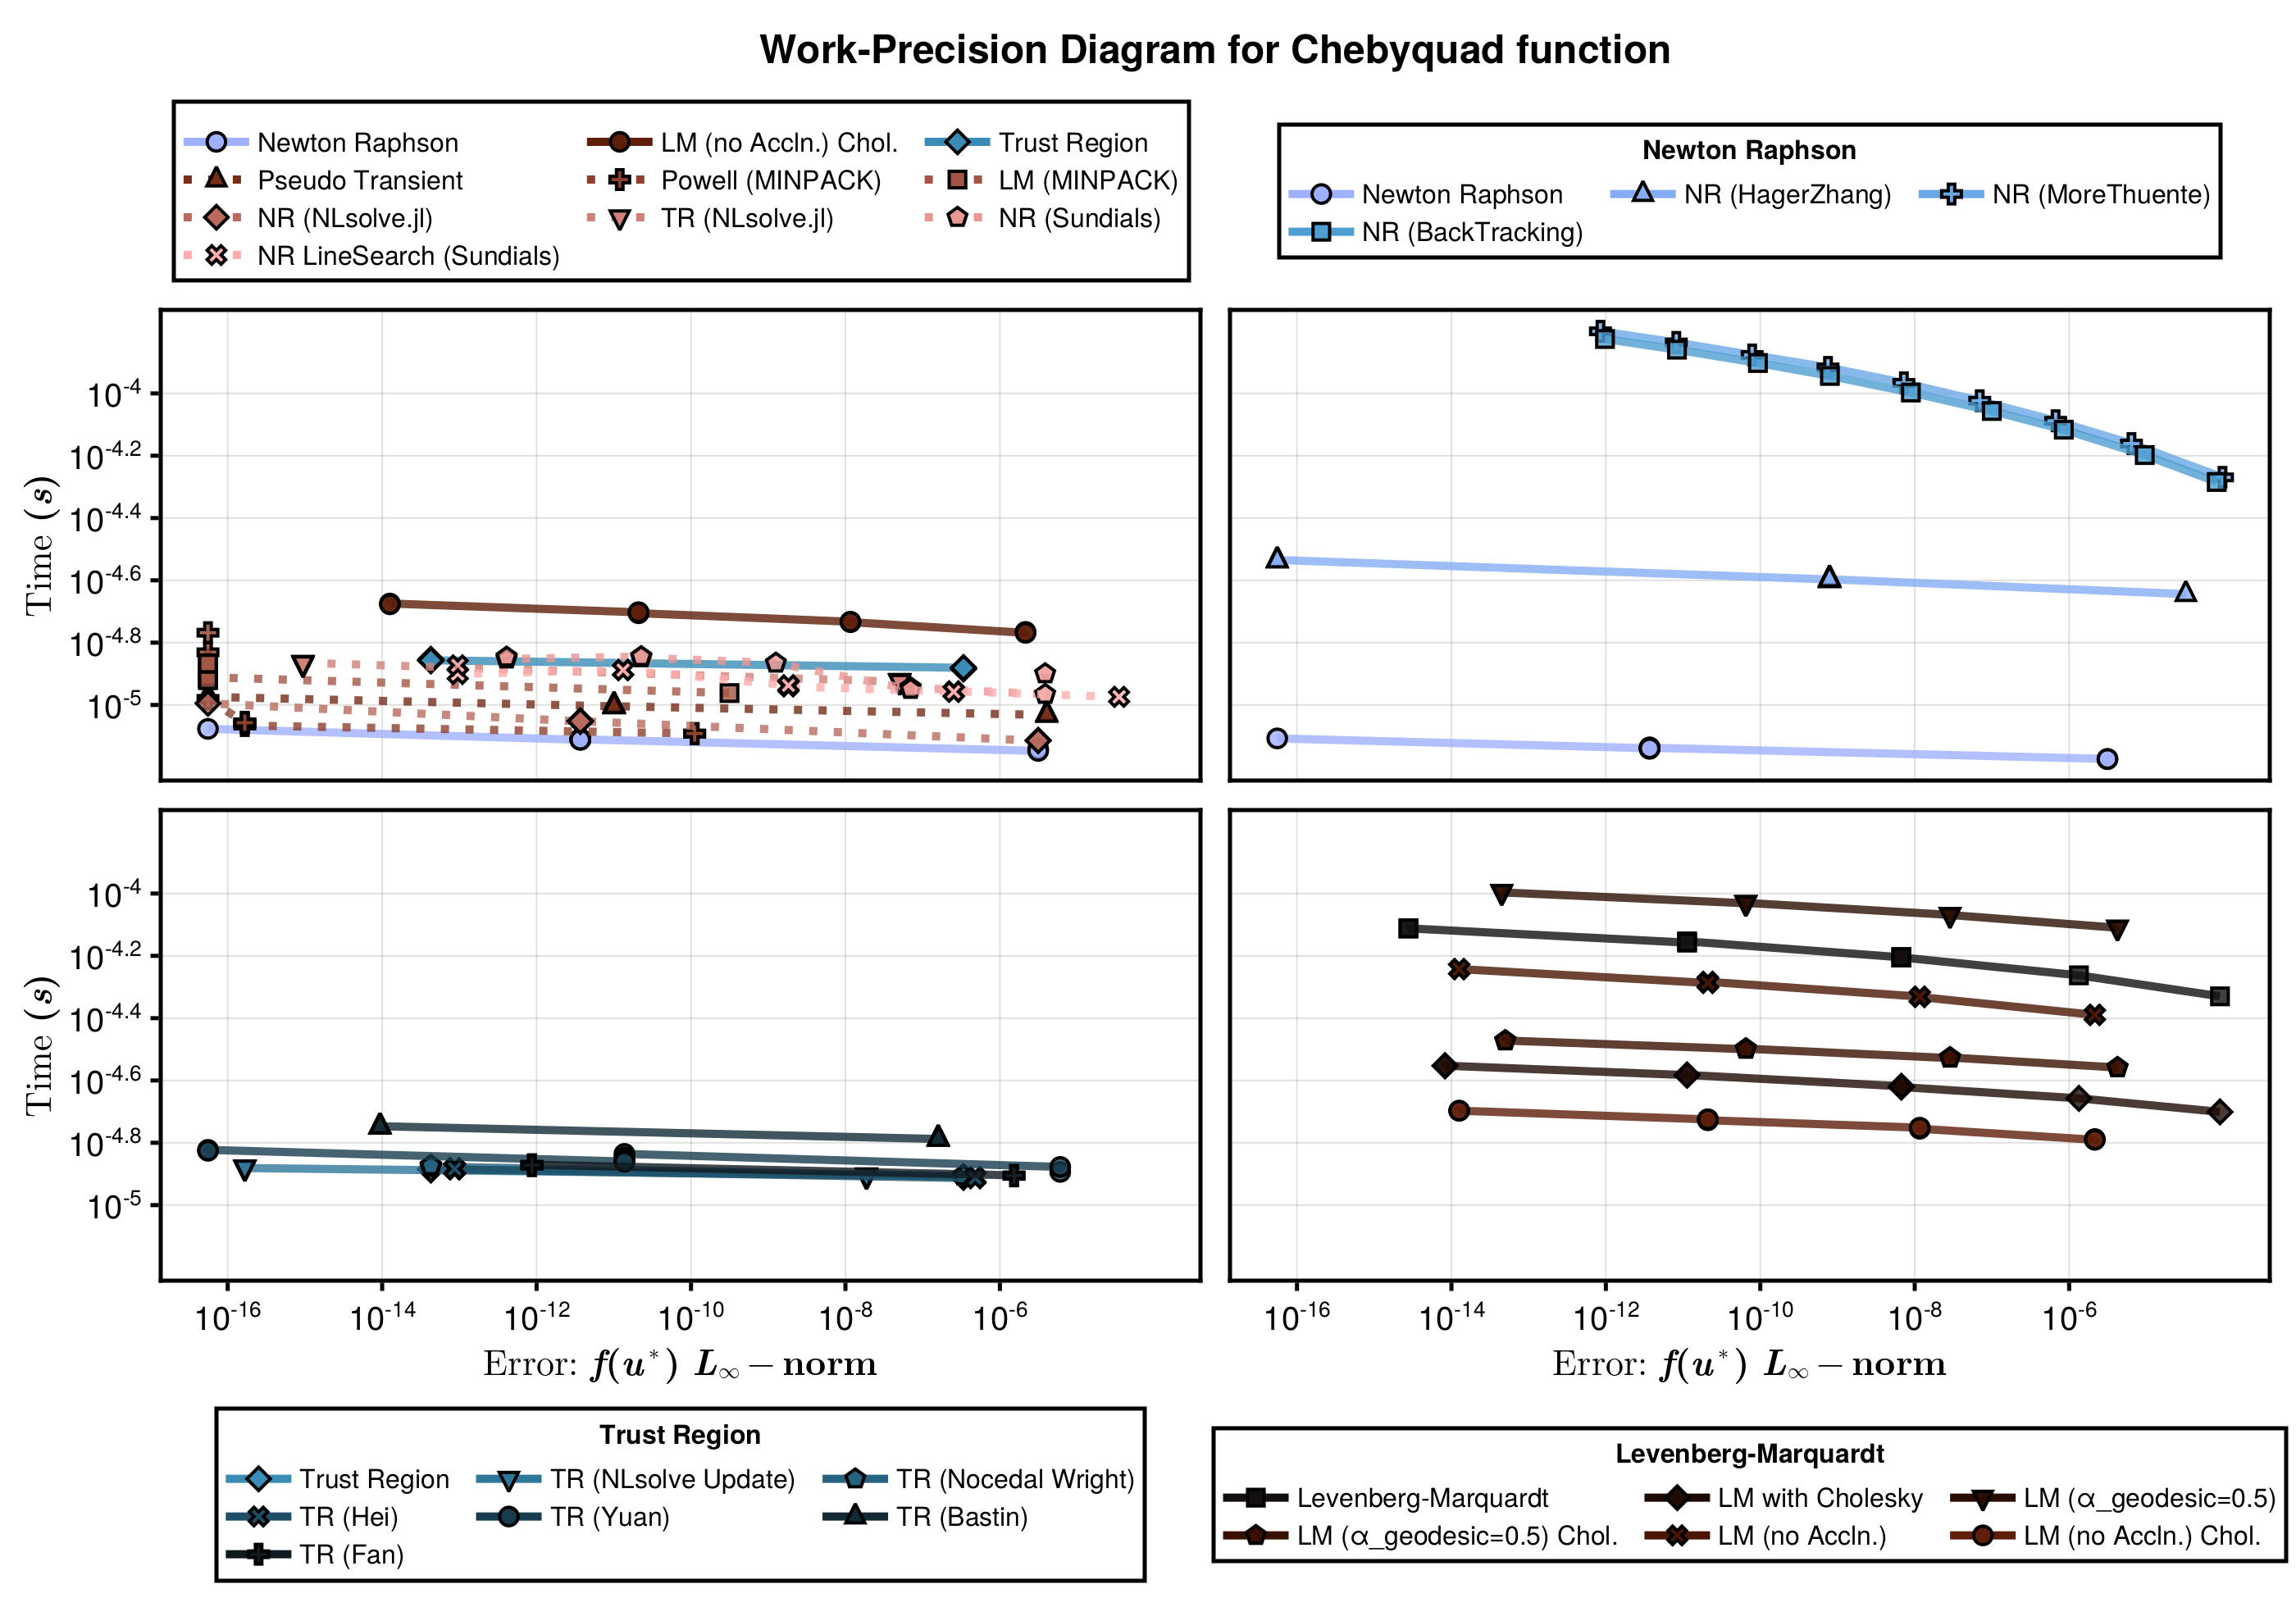 Work-Precision Diagram for Chebyquad function
Newton Raphson LM (no Accln.) Chol. Trust Region
Pseudo Transient Powell (MINPACK) LM (MINPACK)
NR (NLsolve.jl) TR (NLsolve.jl) NR (Sundials)
NR LineSearch (Sundials)
Newton Raphson
Newton Raphson NR (HagerZhang) NR (MoreThuente)
NR (BackTracking)
Time (s)
10^-4
10^-4.2
10^-4.4
10^-4.6
10^-4.8
10^-5
Time (s)
10^-4
10^-4.2
10^-4.4
10^-4.6
10^-4.8
10^-5
10^-16 10^-14 10^-12 10^-10 10^-8 10^-6
Error: f(u*) L∞ − norm
10^-16 10^-14 10^-12 10^-10 10^-8 10^-6
Error: f(u*) L∞ − norm
Trust Region
Trust Region TR (NLsolve Update) TR (Nocedal Wright)
TR (Hei) TR (Yuan) TR (Bastin)
TR (Fan)
Levenberg-Marquardt
Levenberg-Marquardt LM with Cholesky LM (α_geodesic=0.5)
LM (α_geodesic=0.5) Chol. LM (no Accln.) LM (no Accln.) Chol.